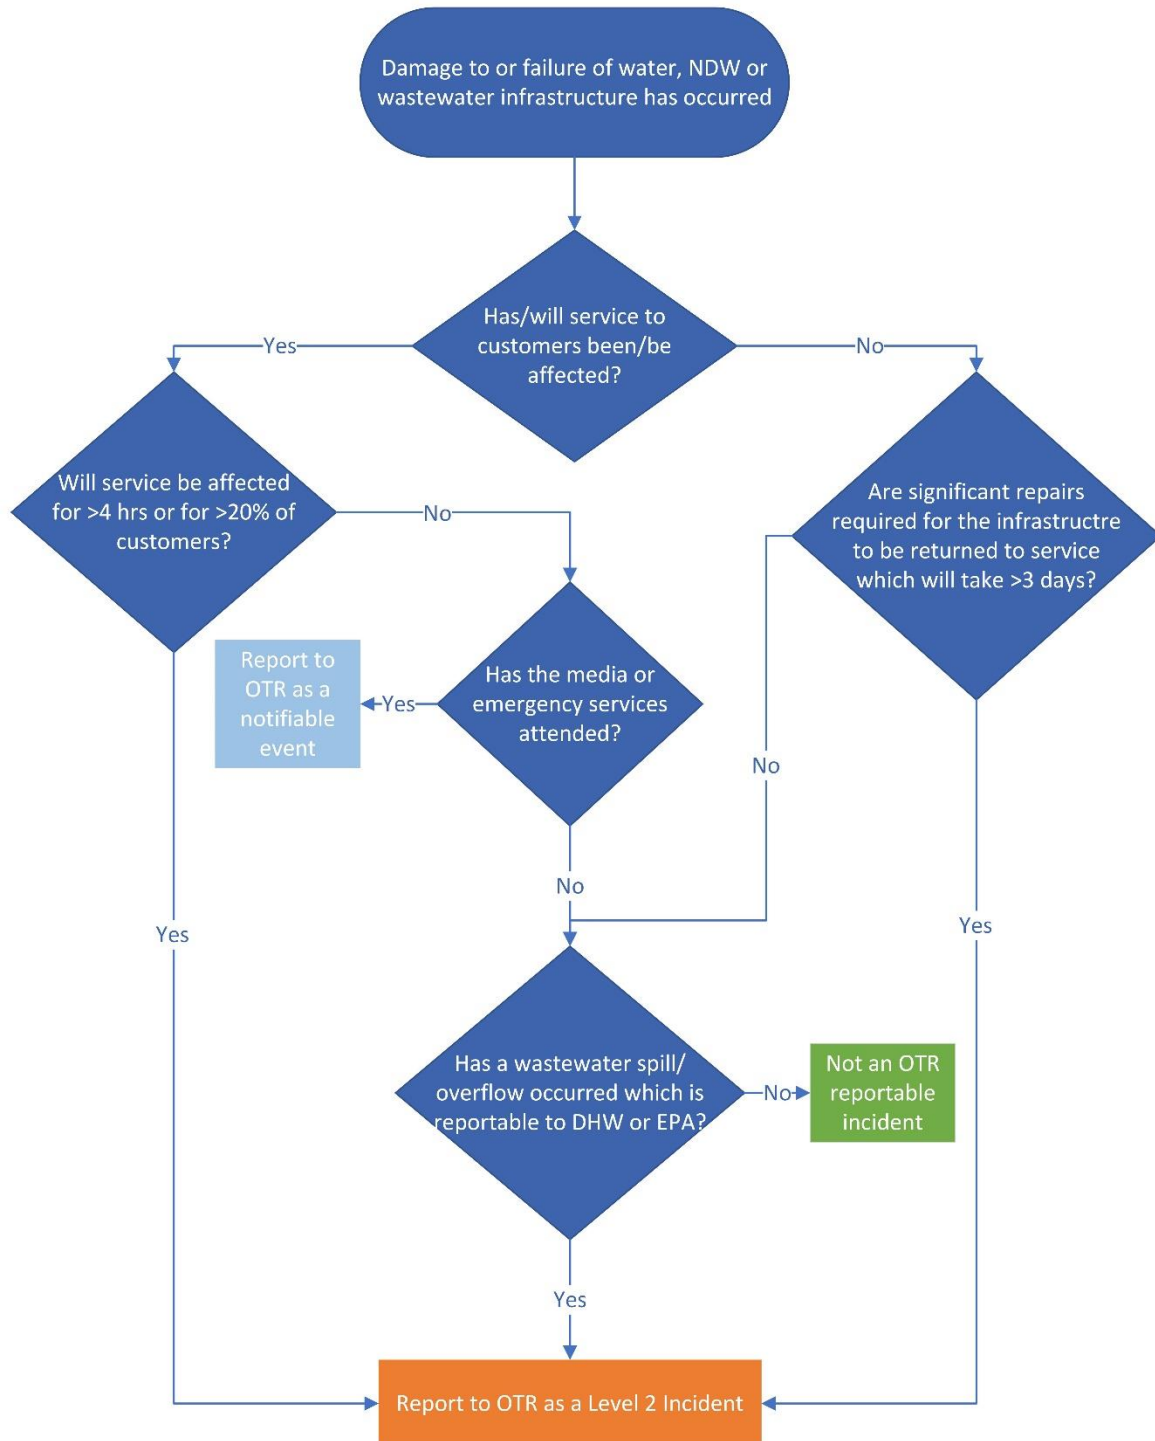 Damage to or failure of water, NDW or
wastewater infrastructure has occurred
Has/will service to
customers been/be
affected?
Yes
No
Will service be affected
for >4 hrs or for >20% of
customers?
No
Are significant repairs
required for the infrastructre
to be returned to service
which will take >3 days?
Report to
OTR as a
notifiable
event
Yes
Has the media or
emergency services
attended?
No
No
Yes
Yes
Has a wastewater spill/
overflow occurred which is
reportable to DHW or EPA?
No
Not an OTR
reportable
incident
Yes
Report to OTR as a Level 2 Incident